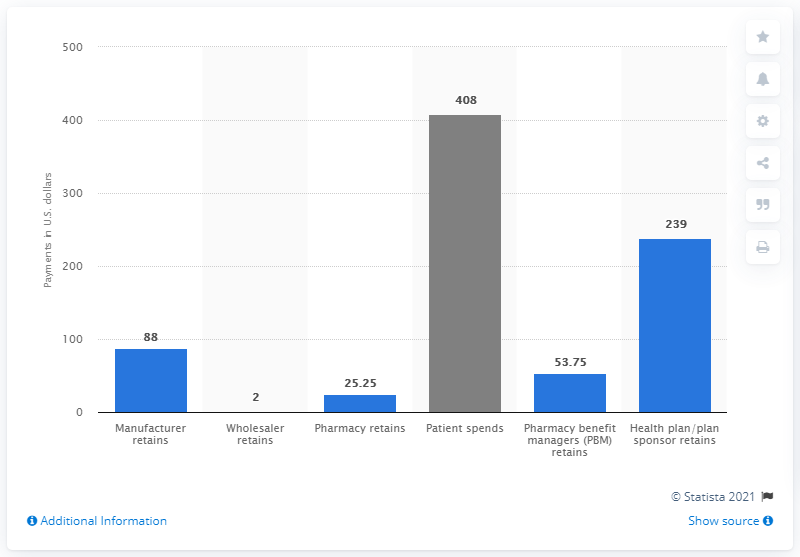 500
400
300
200
100
0
Payments in U.S. dollars
88
2
25.25
408
53.75
239
Manufacturer
retains
Wholesaler
retains
Pharmacy retains
Patient spends
Pharmacy benefit
managers (PBM)
retains
Health plan/plan
sponsor retains
© Statista 2021
Additional Information
Show source